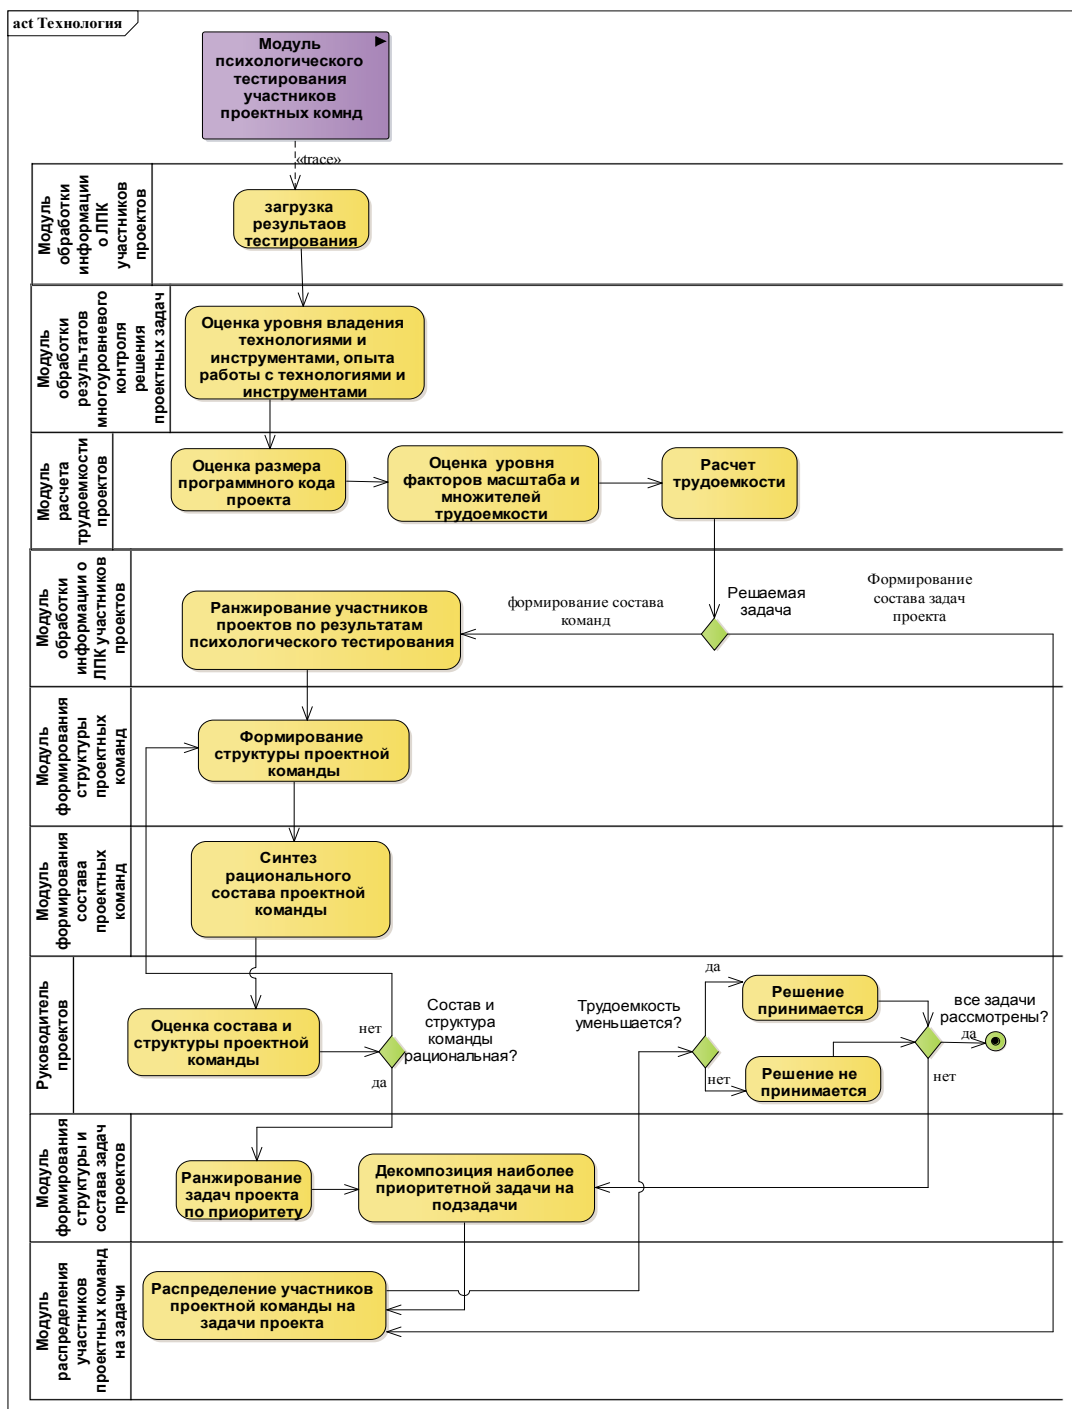 act Технология
Модуль
психологического
тестирования
участников
проектных комнд
«trace»
Модуль
обработки
информации
о ЛПК
участников
проектов
загрузка
результаов
тестирования
Модуль
обработки
результатов
многоуровневого
контроля
решения
проектных задач
Оценка уровня владения
технологиями и
инструментами, опыта
работы с технологиями и
инструментами
Модуль
расчета
трудоемкости
проектов
Оценка размера
программного кода
проекта
Оценка уровня
факторов масштаба и
множителей
трудоемкости
Расчет
трудоемкости
Модуль
обработки
информации о
ЛПК участников
проектов
Ранжирование участников
проектов по результатам
психологического тестирования
формирование состава
команд
Решаемая
задача
Формирование
состава задач
проекта
Модуль
формирования
структуры
проектных
команд
Формирование
структуры проектной
команды
Модуль
формирования
состава
проектных
команд
Синтез
рационального
состава проектной
команды
Руководитель
проектов
Оценка состава и
структуры проектной
команды
нет
да
Состав и
структура
команды
рациональная?
Трудоемкость
уменьшается?
да
нет
Решение
принимается
Решение не
принимается
все задачи
рассмотрены?
да
нет
Модуль
формирования
структуры и
состава задач
проектов
Ранжирование
задач проекта
по приоритету
Декомпозиция наиболее
приоритетной задачи на
подзадачи
Модуль
распределения
участников
проектных команд
на задачи
Распределение участников
проектной команды на
задачи проекта